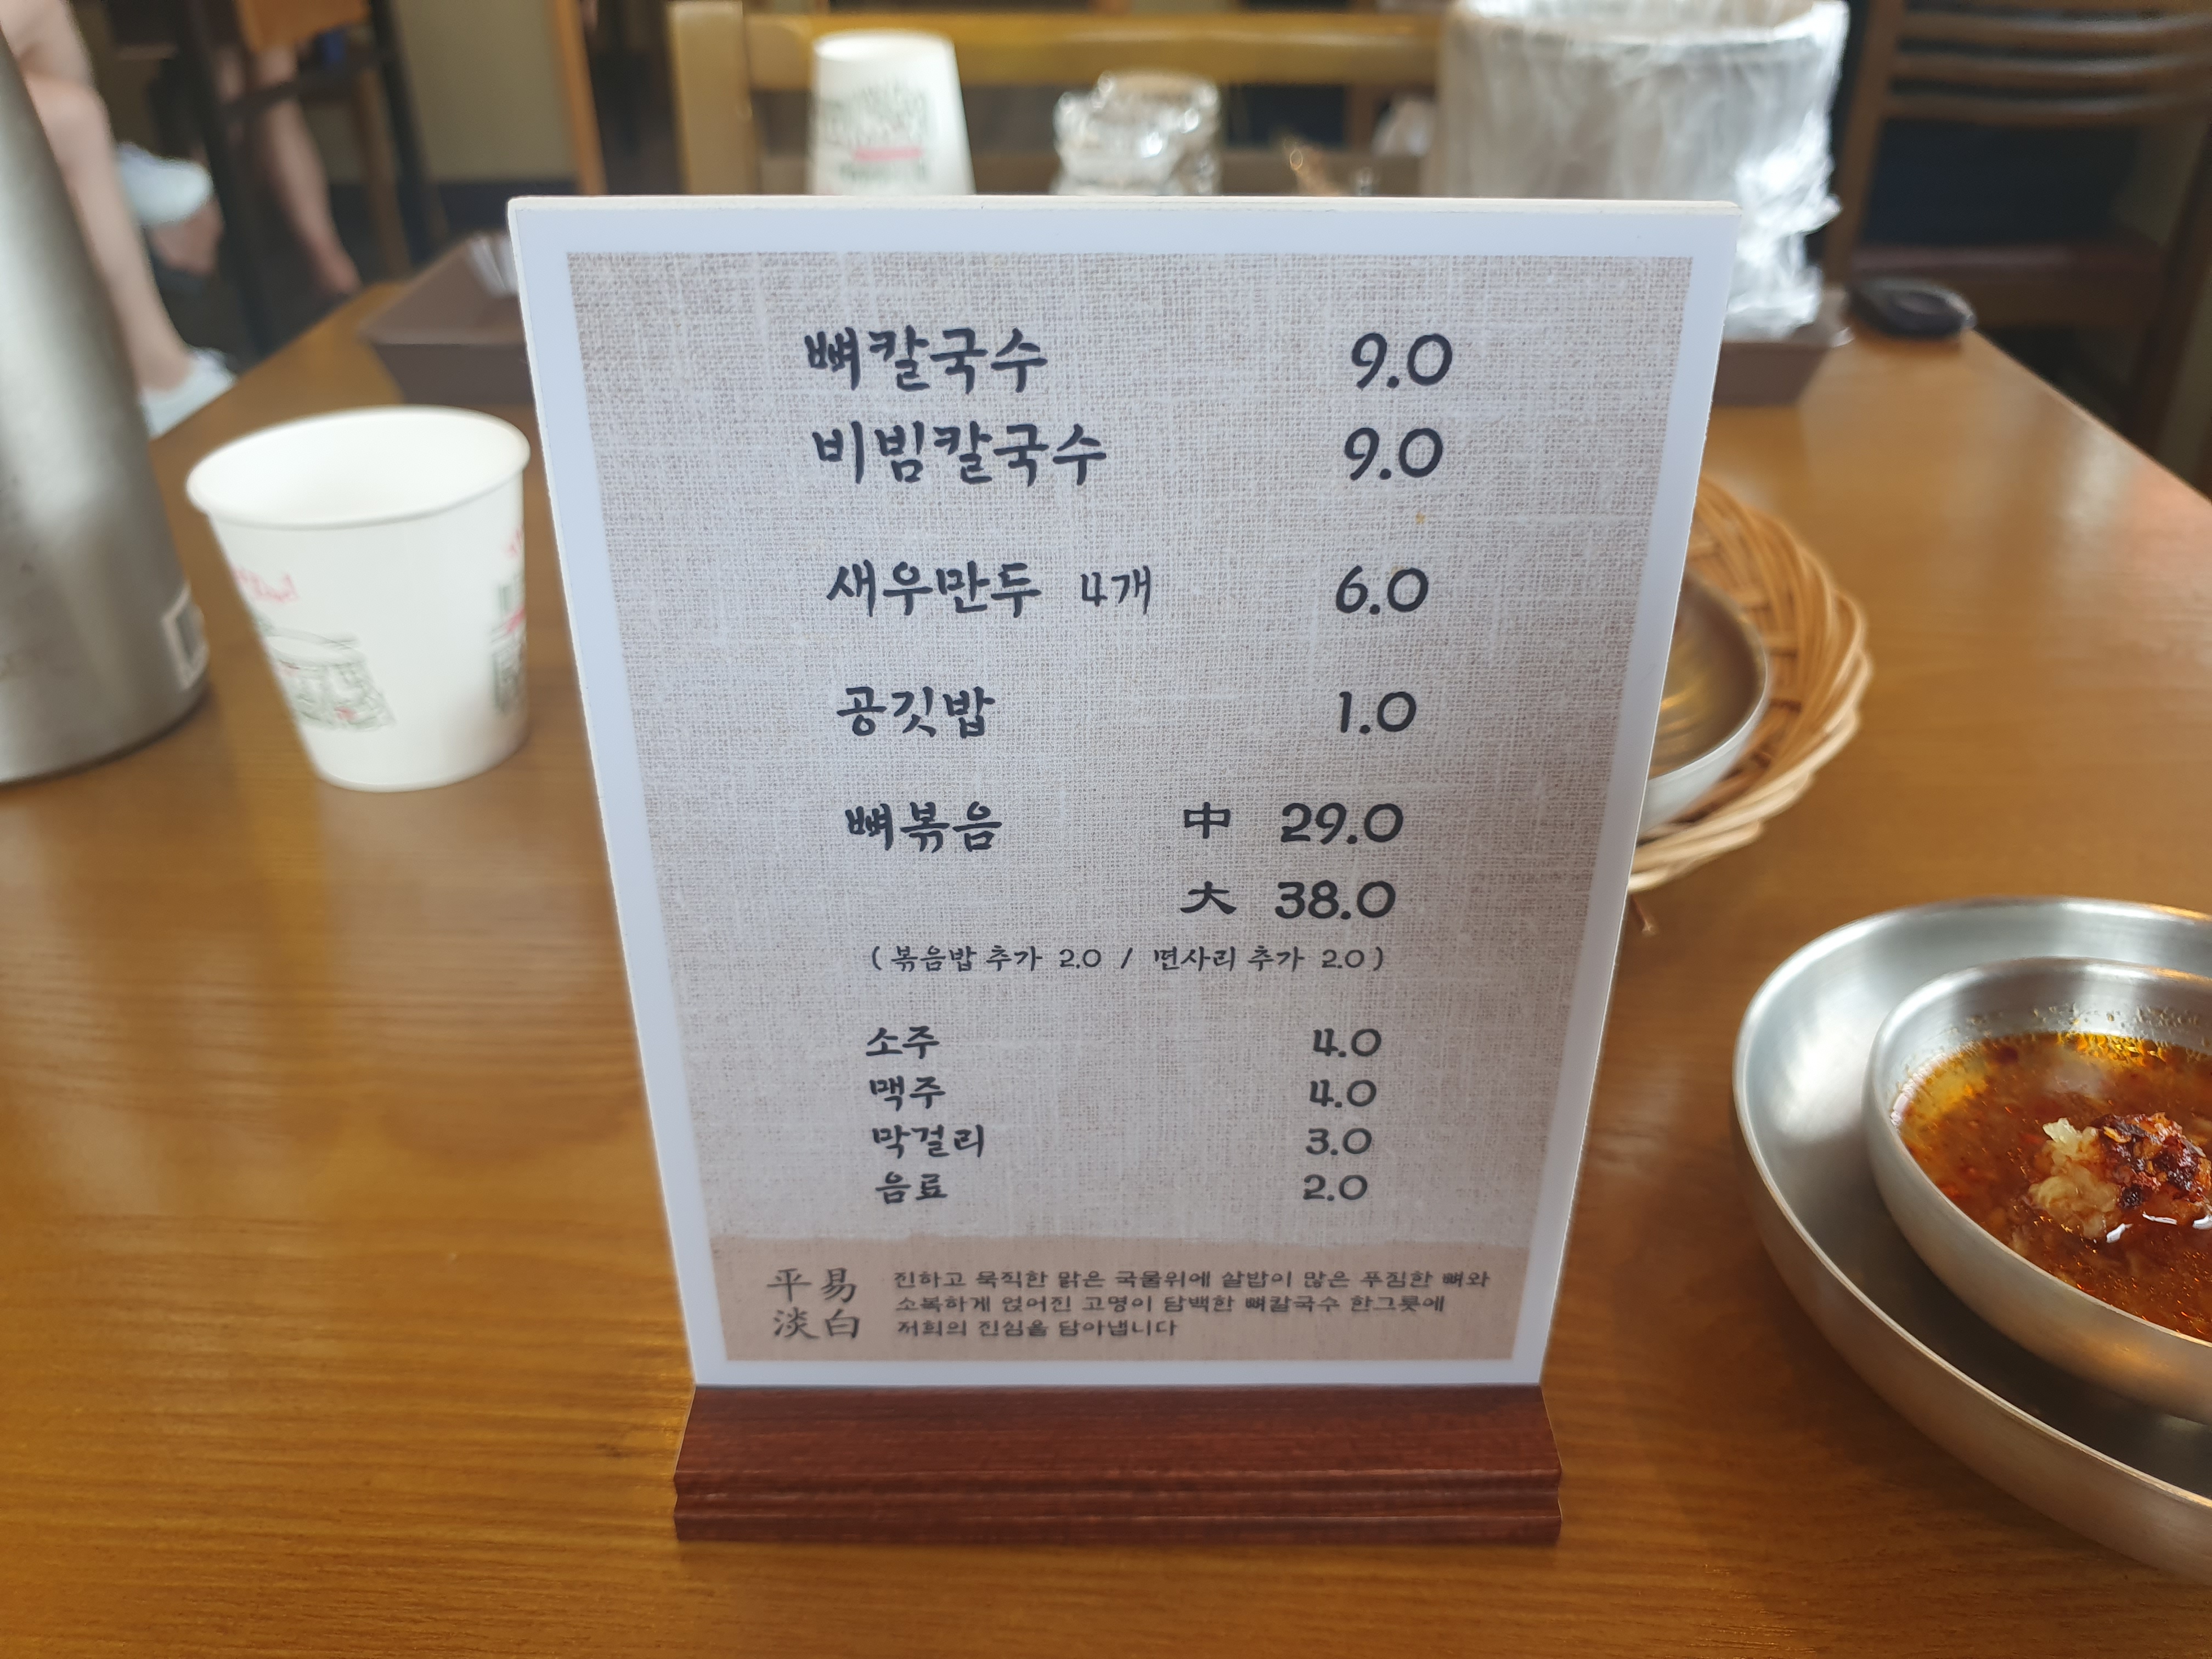 뼈칼국수 9.0
비빔칼국수 9.0
새우만두 4개 6.0
공깃밥 1.0
뼈볶음 中 29.0
大 38.0
( 볶음밥 추가 2.0 / 면사리 추가 2.0 )
소주 4.0
맥주 4.0
막걸리 3.0
음료 2.0
平易
淡白
진하고 묵직한 맑은 국물위에 살밥이 많은 푸짐한 뼈와
소복하게 얹어진 고명이 담백한 뼈칼국수 한그릇에
저희의 진심을 담아냅니다